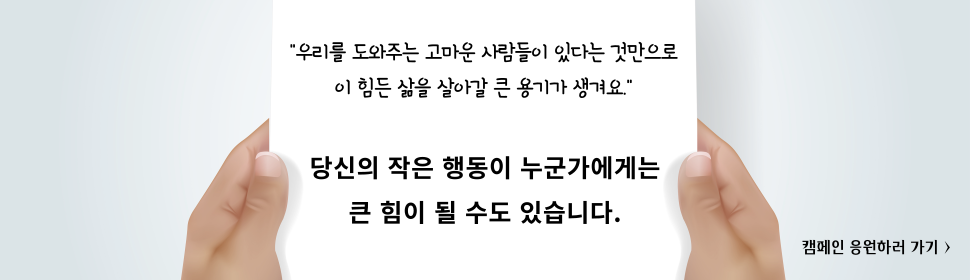 "우리를 도와주는 고마운 사람들이 있다는 것만으로
이 힘든 삶을 살아갈 큰 용기가 생겨요."
당신의 작은 행동이 누군가에게는
큰 힘이 될 수도 있습니다.
캠페인 응원하러 가기 >